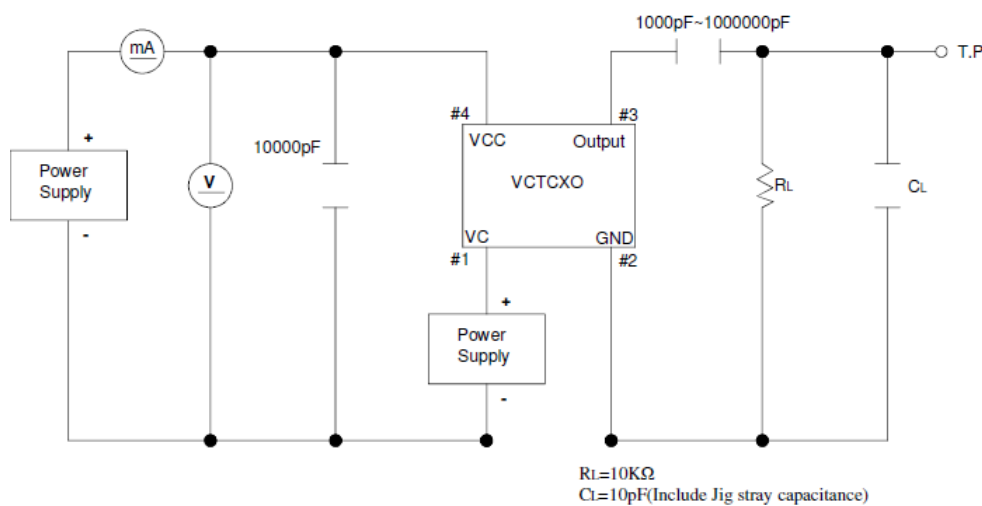 1000pF~1000000pF
mA
T.P
#4
#3
+
VCC
Output
10000pF
Power
Supply
V
VCTCXO
RL
CL
-
VC
GND
#1
#2
+
Power
Supply
-
RL=10KΩ
CL=10pF(Include Jig stray capacitance)